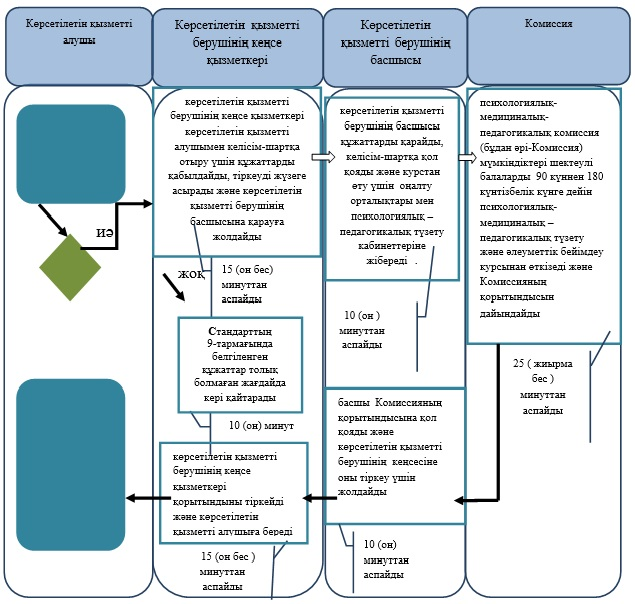 Көрсетілетін қызметті
алушы
Көрсетілетін қызметті
берушінің кеңсе
қызметкері
Көрсетілетін
қызметті берушінің
басшысы
Комиссия
көрсетілетін қызметті
берушінің кеңсе қызметкері
көрсетілетін қызметті
алушымен келісім-шартқа
отыру үшін құжаттарды
қабылдайды, тіркеуді жүзеге
асырады және көрсетілетін
қызметті берушінің
басшысына қарауға
жолдайды
көрсетілетін қызметті
берушінің басшысы
құжаттарды қарайды,
келісім-шартқа қол
қояды және курстан
өту үшін оңалту
орталықтары мен
психологиялық –
педагогикалық түзету
кабинеттеріне
жібереді .
психологиялық-
медициналық-
педагогикалық комиссия
(бұдан әрі-Комиссия)
мүмкіндіктері шектеулі
балаларды 90 күннен 180
күнтізбелік күнге дейін
психологиялық-
медициналық –
педагогикалық түзету
және әлеуметтік бейімдеу
курсынан өткізеді және
Комиссияның
қорытындысын
дайындайды
иә
жоқ
15 (он бес)
минуттан
аспайды
10 (он )
минуттан
аспайды
25 ( жиырма
бес )
минуттан
аспайды
Стандарттың
9-тармағында
белгіленген
құжаттар толық
болмаған жағдайда
кері қайтарады
10 (он) минут
басшы Комиссияның
қорытындысына қол
қояды және
көрсетілетін қызметті
берушінің кеңсесіне
оны тіркеу үшін
жолдайды
көрсетілетін қызметті
берушінің кеңсе
қызметкері
қорытындыны тіркейді
және көрсетілетін
қызметті алушыға береді
15 (он бес )
минуттан
аспайды
10 (он)
минуттан
аспайды